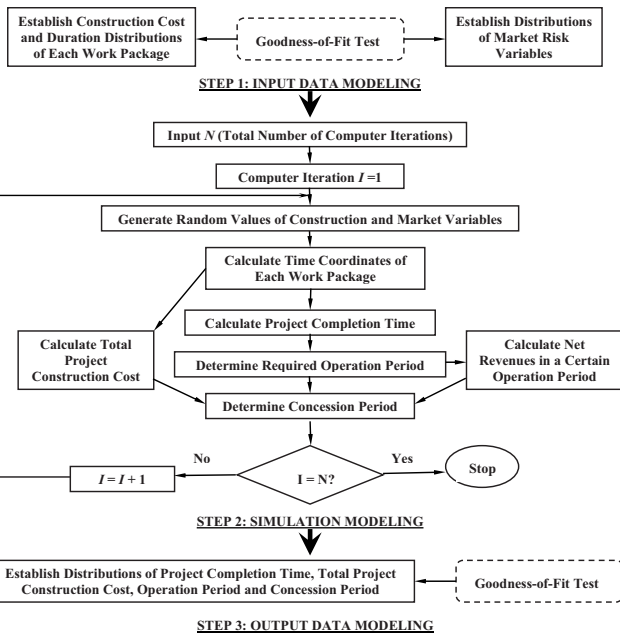 Establish Construction Cost
and Duration Distributions
of Each Work Package
Goodness-of-Fit Test
Establish Distributions
of Market Risk
Variables
STEP 1: INPUT DATA MODELING
Input N (Total Number of Computer Iterations)
Computer Iteration I =1
Generate Random Values of Construction and Market Variables
Calculate Time Coordinates of
Each Work Package
Calculate Project Completion Time
Calculate Total
Project
Construction Cost
Determine Required Operation Period
Calculate Net
Revenues in a Certain
Operation Period
Determine Concession Period
No
Yes
I = I + 1
I = N?
Stop
STEP 2: SIMULATION MODELING
Establish Distributions of Project Completion Time, Total Project
Construction Cost, Operation Period and Concession Period
Goodness-of-Fit Test
STEP 3: OUTPUT DATA MODELING